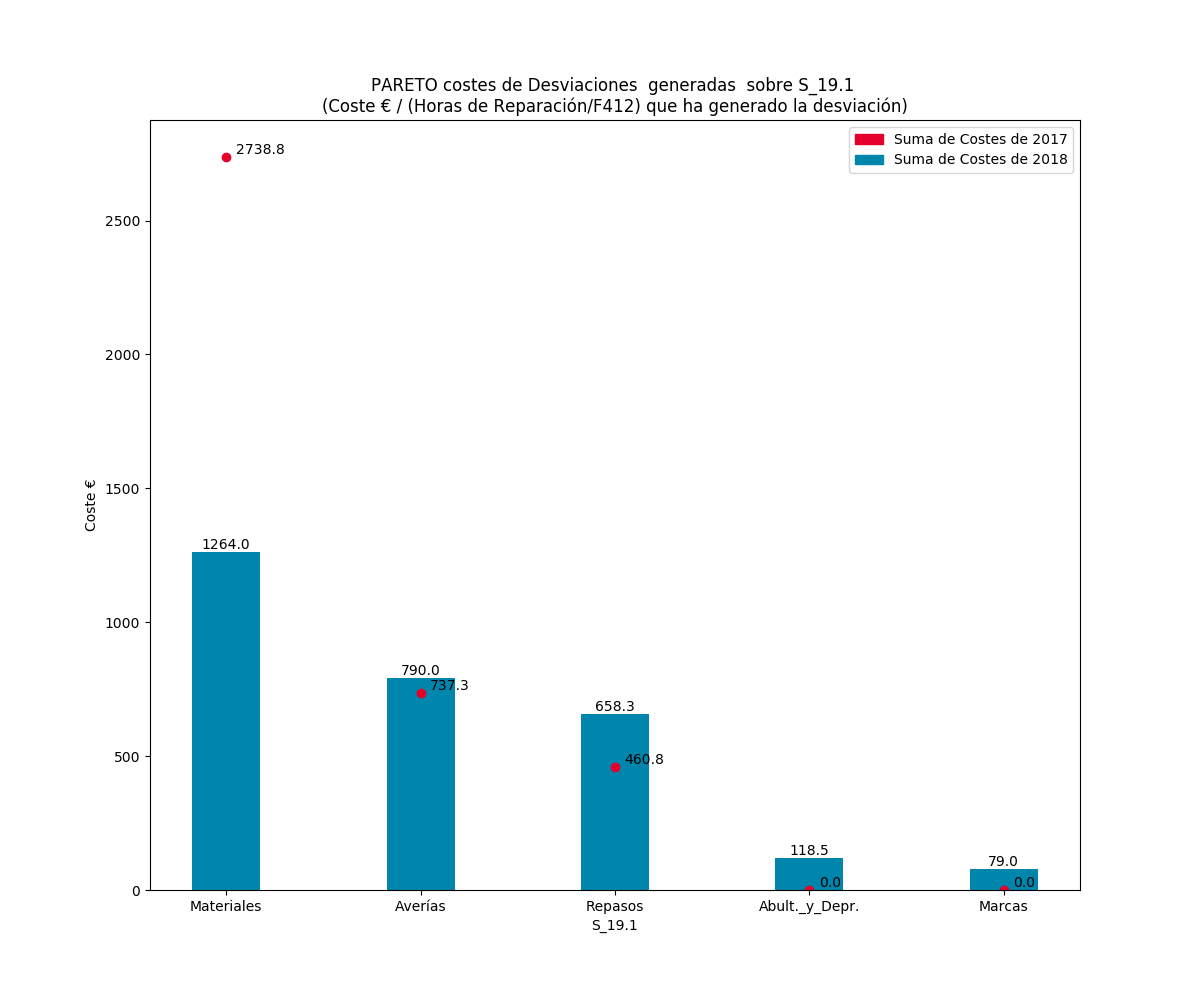 PARETO costes de Desviaciones  generadas  sobre S_19.1
(Coste € / (Horas de Reparación/F412) que ha generado la desviación)
Suma de Costes de 2017
Suma de Costes de 2018
2738.8
2500
2000
1500
Coste €
1264.0
1000
790.0
737.3
658.3
500
460.8
118.5
79.0
0.0
0.0
0
Materiales
Averías
Repasos
Abult._y_Depr.
Marcas
S_19.1